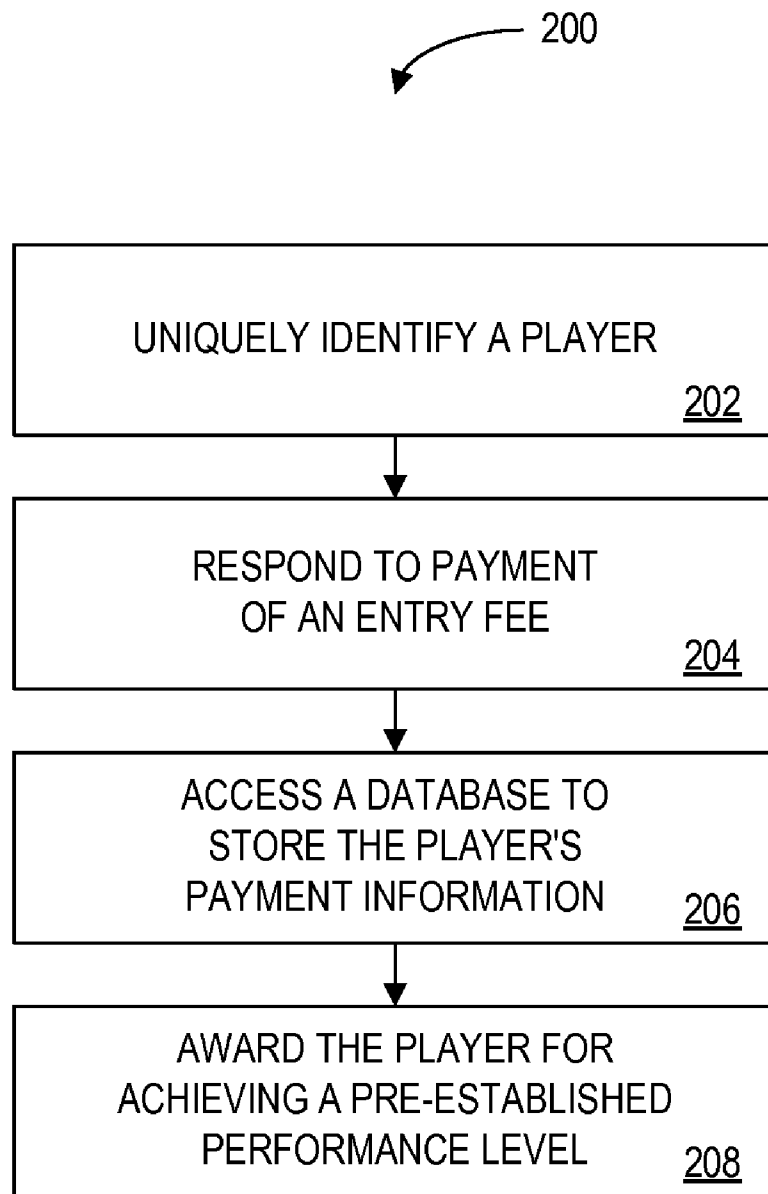 200
UNIQUELY IDENTIFY A PLAYER
202
RESPOND TO PAYMENT
OF AN ENTRY FEE
204
ACCESS A DATABASE TO
STORE THE PLAYER'S
PAYMENT INFORMATION
206
AWARD THE PLAYER FOR
ACHIEVING A PRE-ESTABLISHED
PERFORMANCE LEVEL
208